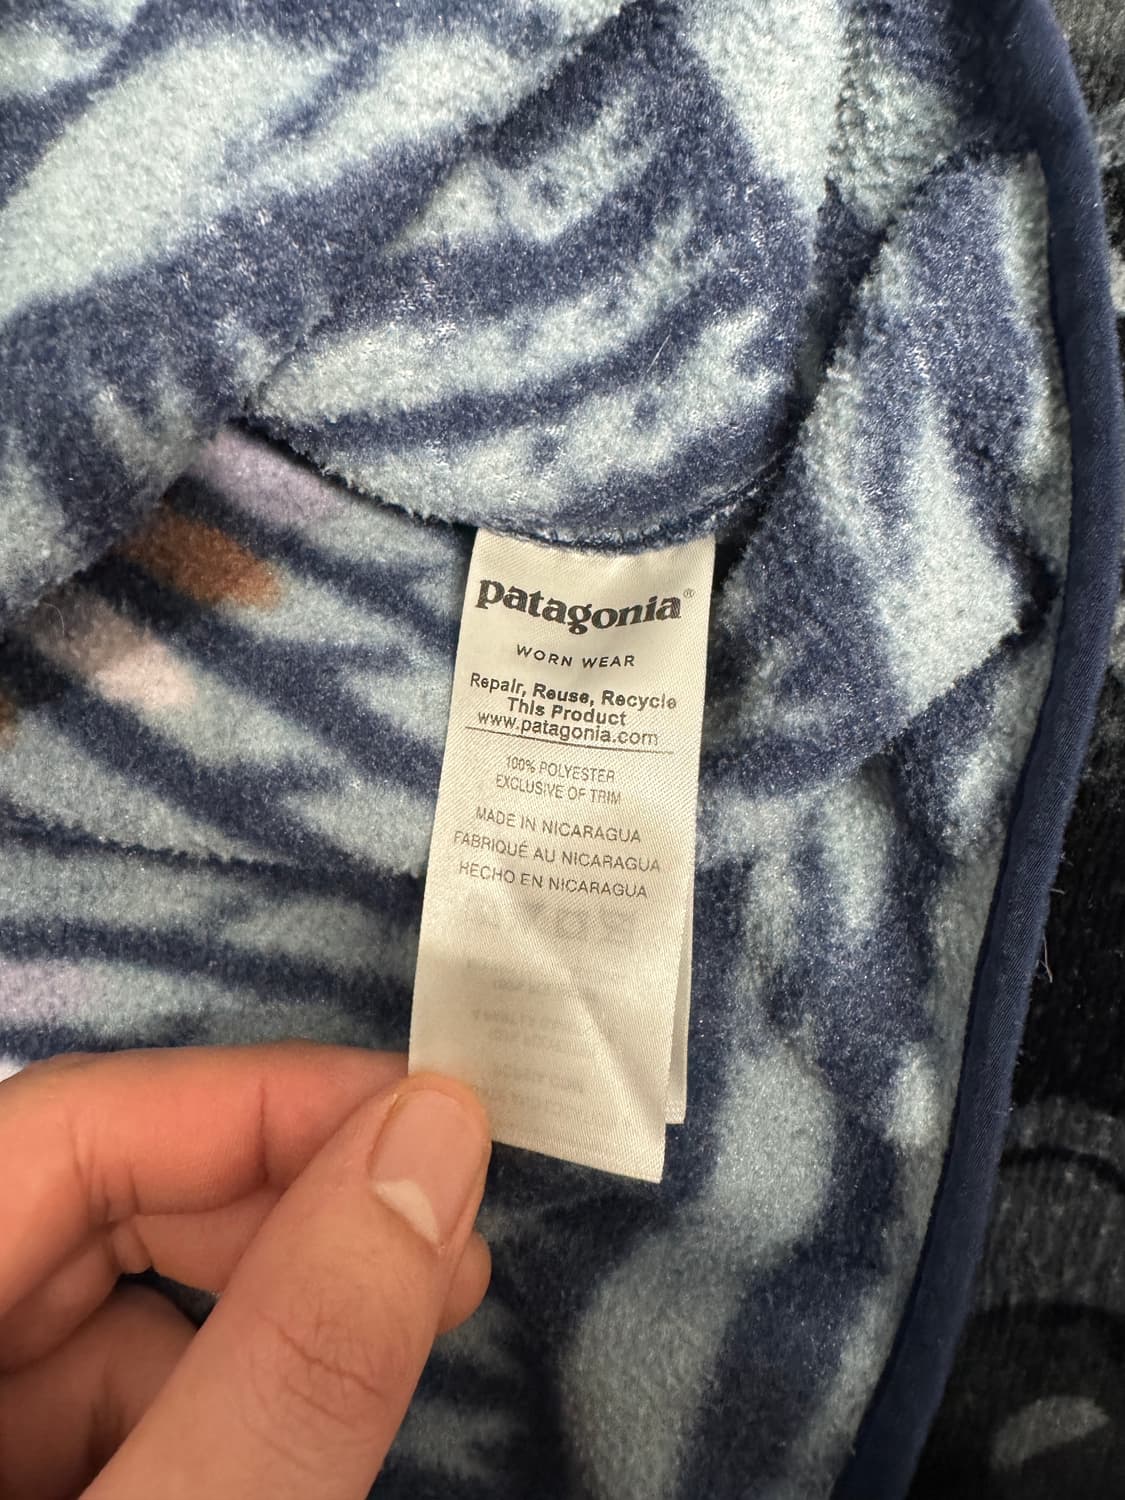 patagonia®
WORN WEAR
Repair, Reuse, Recycle
This Product
www.patagonia.com
100% POLYESTER
EXCLUSIVE OF TRIM
MADE IN NICARAGUA
FABRIQUÉ AU NICARAGUA
HECHO EN NICARAGUA